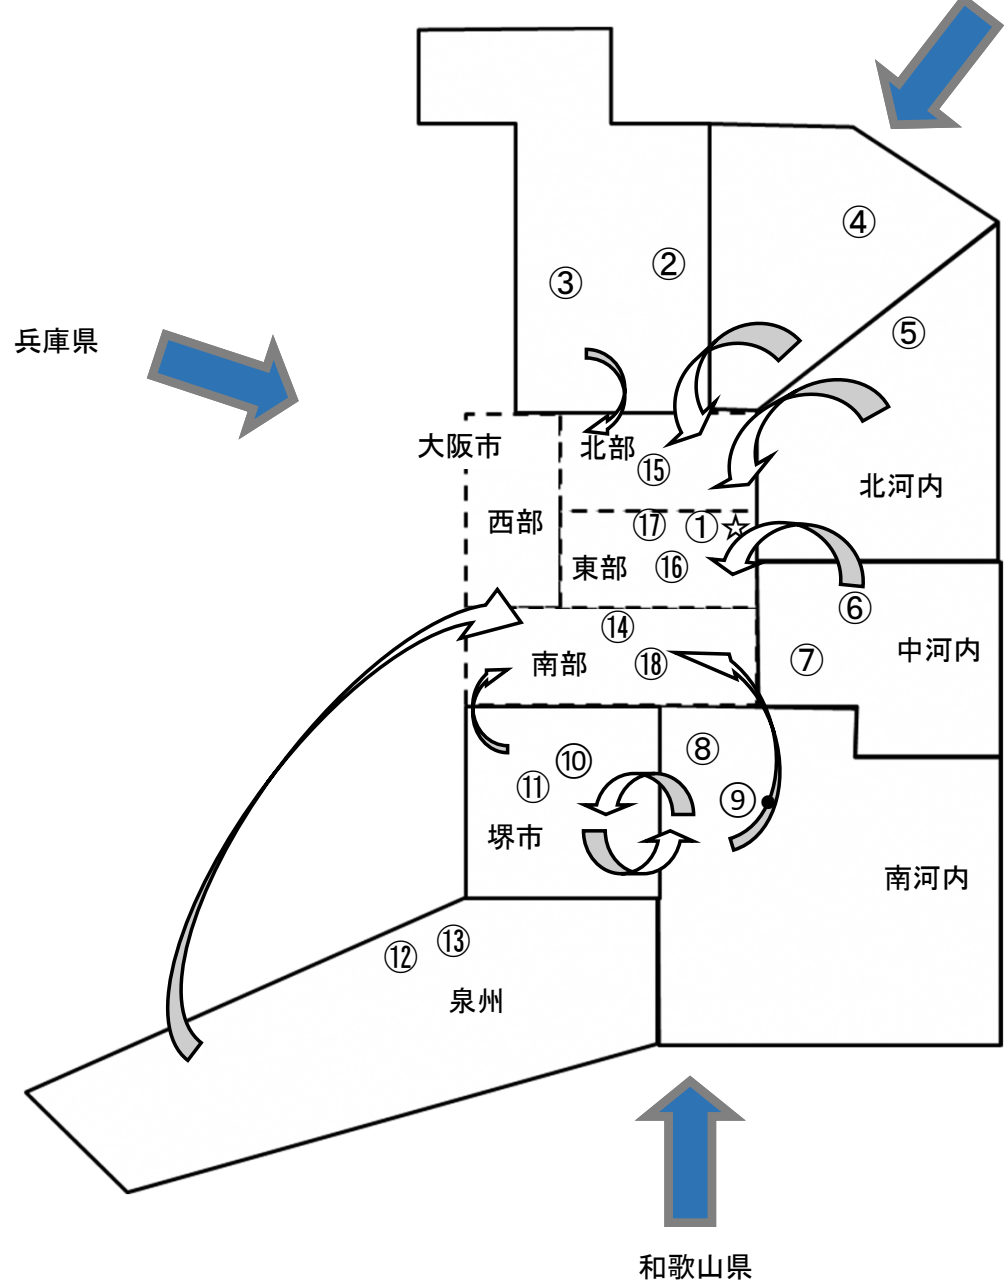 ④
②
③
⑤
兵庫県
大阪市
北部
⑮
北河内
西部
⑰
①☆
東部
⑯
⑥
⑭
中河内
南部
⑱
⑦
⑧
⑩
⑪
⑨
堺市
南河内
⑫
⑬
泉州
和歌山県